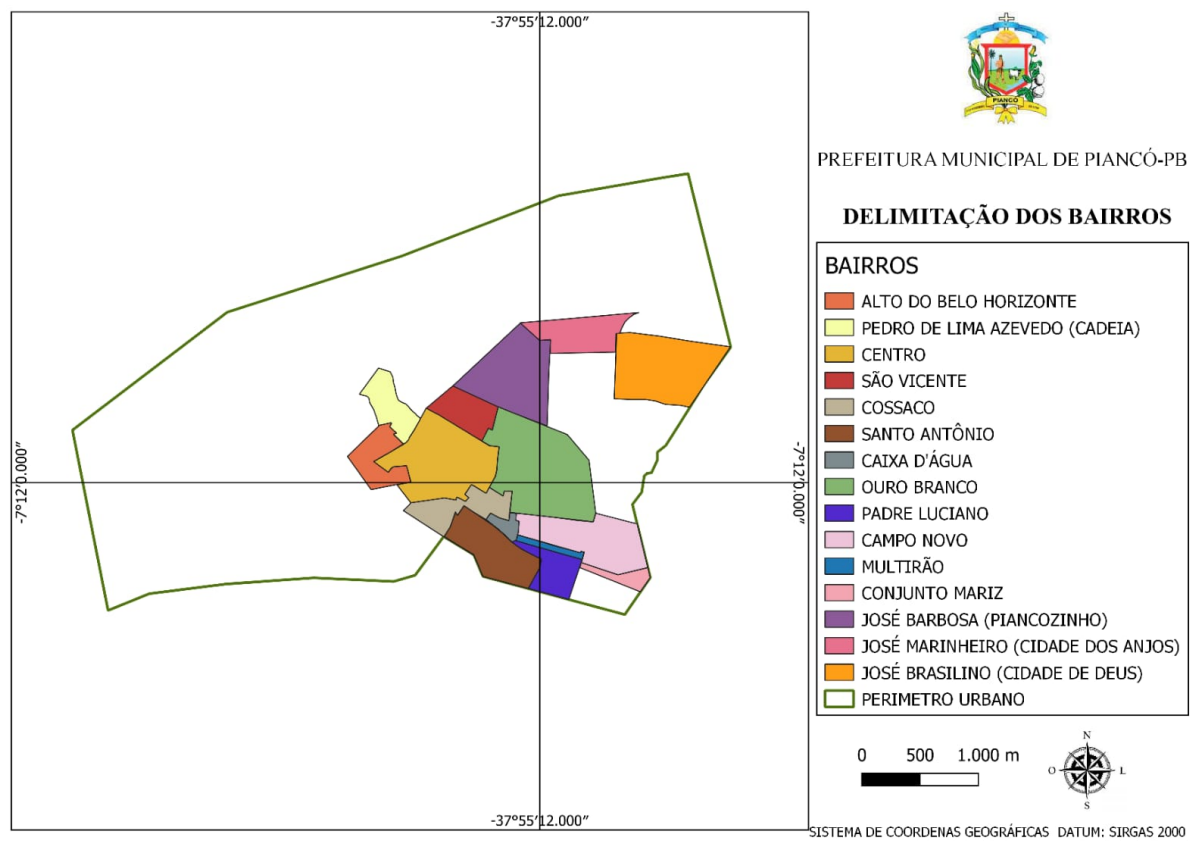 -37°55'12.000"
PREFEITURA MUNICIPAL DE PIANCÓ-PB
DELIMITAÇÃO DOS BAIRROS
BAIRROS
ALTO DO BELO HORIZONTE
PEDRO DE LIMA AZEVEDO (CADEIA)
CENTRO
SÃO VICENTE
COSSACO
SANTO ANTÔNIO
CAIXA D'ÁGUA
OURO BRANCO
PADRE LUCIANO
CAMPO NOVO
MULTIRÃO
CONJUNTO MARIZ
JOSÉ BARBOSA (PIANCOZINHO)
JOSÉ MARINHEIRO (CIDADE DOS ANJOS)
JOSÉ BRASILINO (CIDADE DE DEUS)
PERIMETRO URBANO
-7°12'0.000"
-7°12'0.000"
0 500 1.000 m
N
O L
S
-37°55'12.000"
SISTEMA DE COORDENAS GEOGRÁFICAS DATUM: SIRGAS 2000
PIANCÓ